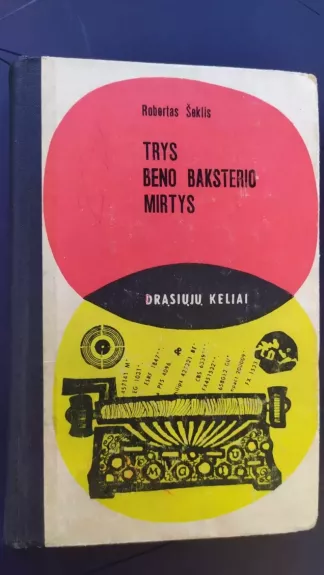 Robertas Šeklis
TRYS
BENO BAKSTERIO
MIRTYS
DRĄSIŲJŲ KELIAI